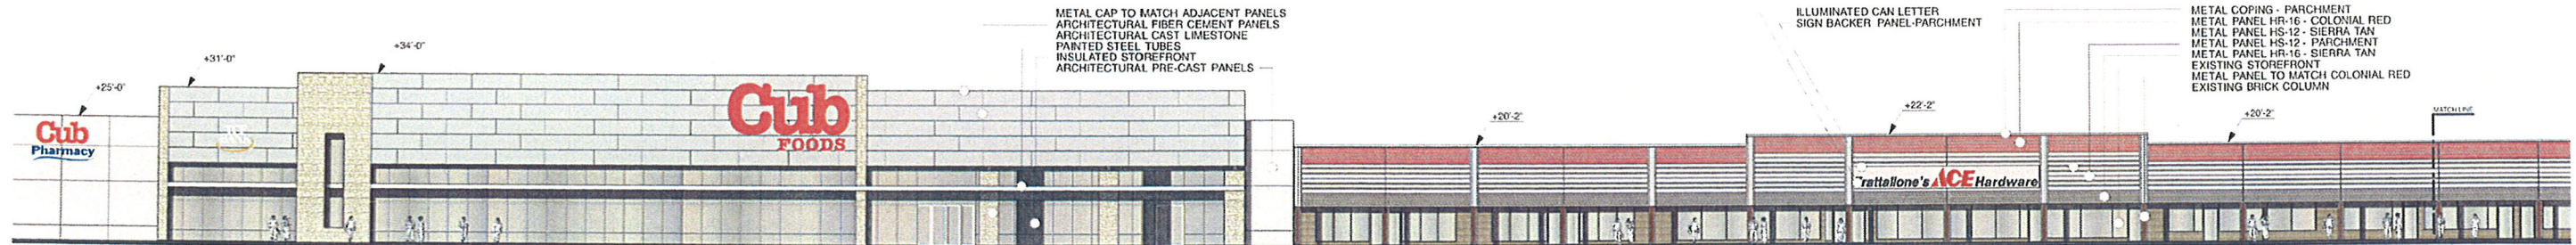 +25'-0"
+31'-0"
+34'-0"
Cub
Pharmacy
Cub
FOODS
METAL CAP TO MATCH ADJACENT PANELS
ARCHITECTURAL FIBER CEMENT PANELS
ARCHITECTURAL CAST LIMESTONE
PAINTED STEEL TUBES
INSULATED STOREFRONT
ARCHITECTURAL PRE-CAST PANELS
+20'-2"
ILLUMINATED CAN LETTER
SIGN BACKER PANEL-PARCHMENT
+22'-2"
rattallone's ACE Hardware
METAL COPING - PARCHMENT
METAL PANEL HR-16 - COLONIAL RED
METAL PANEL HS-12 - SIERRA TAN
METAL PANEL HS-12 - PARCHMENT
METAL PANEL HR-16 - SIERRA TAN
EXISTING STOREFRONT
METAL PANEL TO MATCH COLONIAL RED
EXISTING BRICK COLUMN
+20'-2"
MATCH LINE